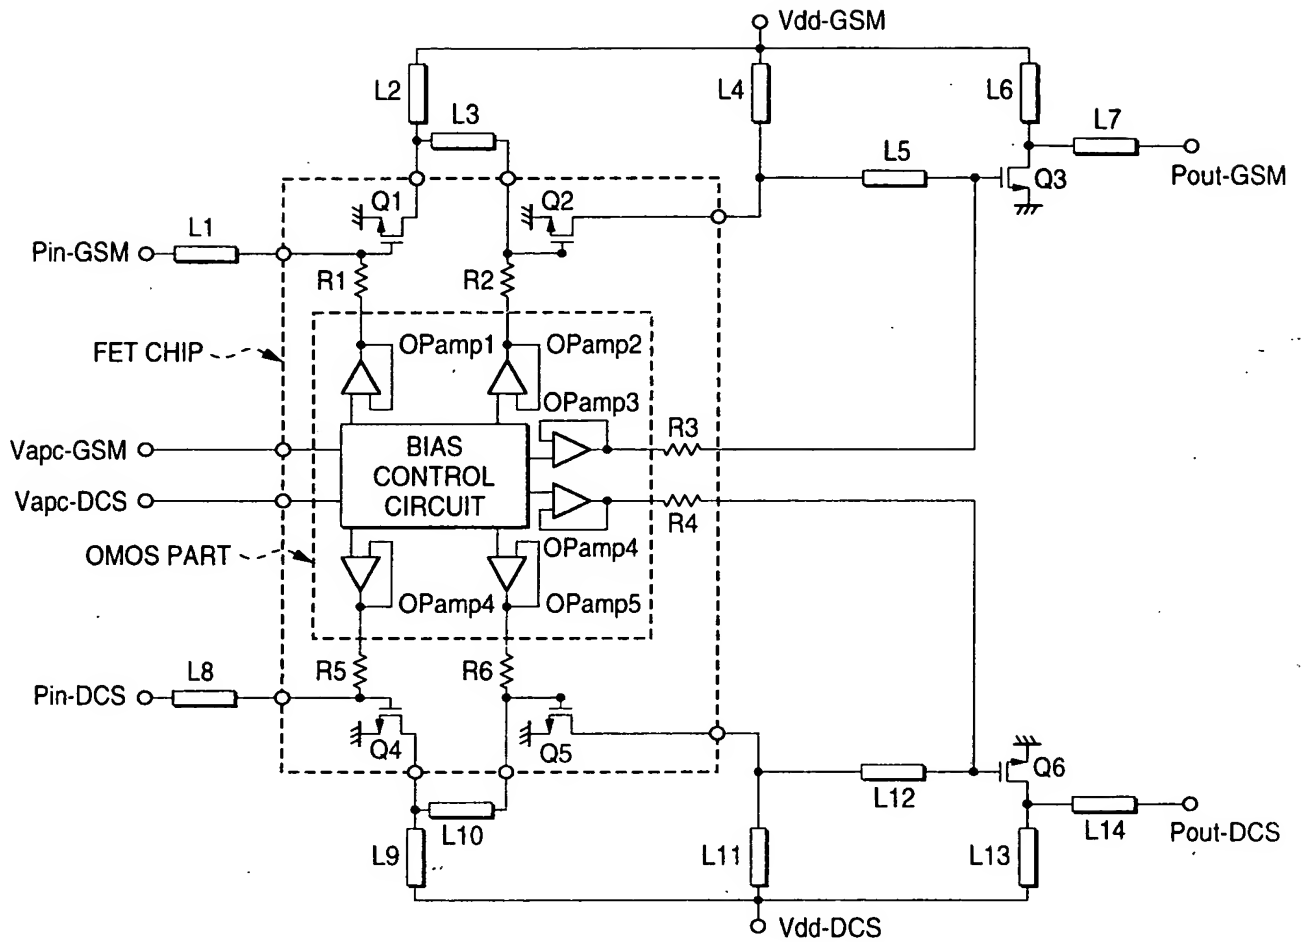 Vdd-GSM
L2
L3
L4
L6
L7
L5
Q3
Pout-GSM
Q1
Q2
L1
Pin-GSM
R1
R2
FET CHIP
OPamp1
OPamp2
OPamp3
R3
Vapc-GSM
BIAS
CONTROL
CIRCUIT
Vapc-DCS
R4
OMOS PART
OPamp4
OPamp4
OPamp5
R5
R6
L8
Pin-DCS
Q4
Q5
Q6
L12
L10
L14
Pout-DCS
L9
L11
L13
Vdd-DCS